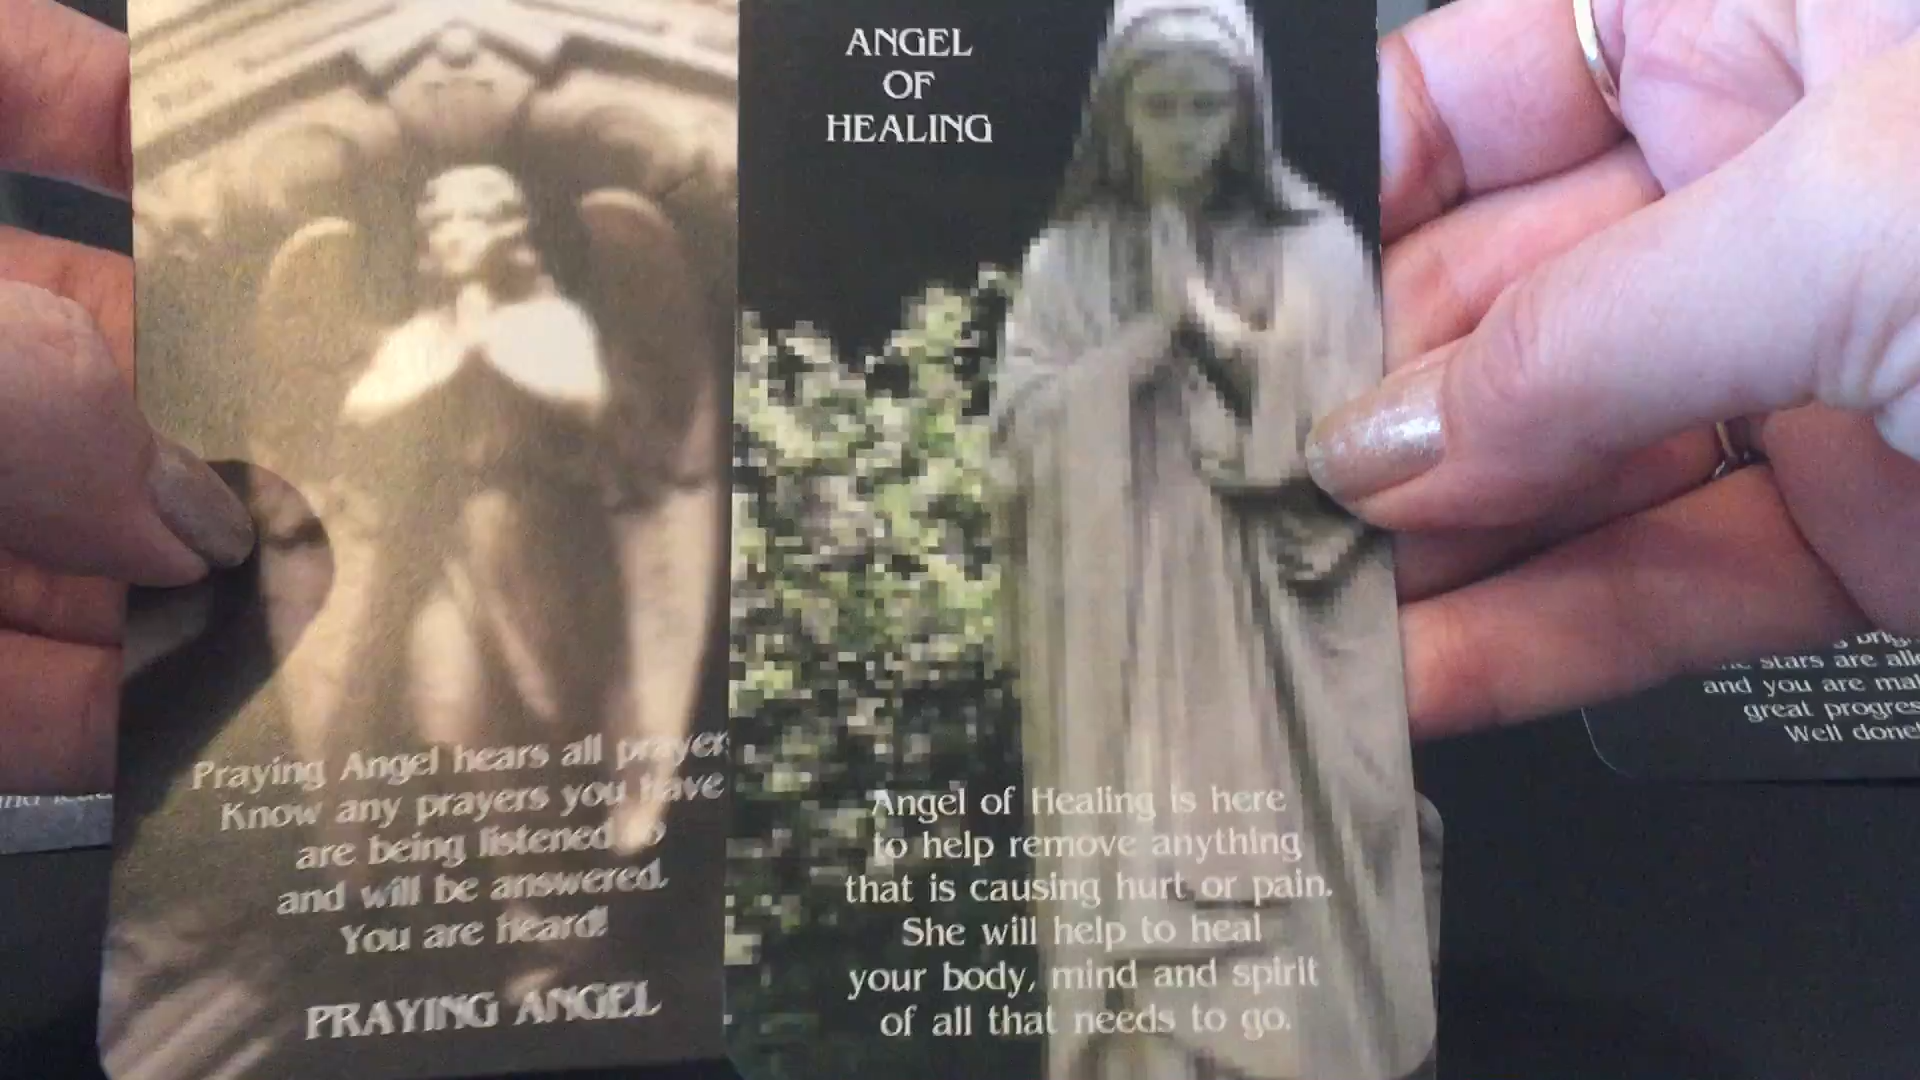 Praying Angel hears all prayer
Know any prayers you have
are being listened to
and will be answered.
You are heard!
PRAYING ANGEL
ANGEL
OF
HEALING
Angel of Healing is here
to help remove anything
that is causing hurt or pain.
She will help to heal
your body, mind and spirit
of all that needs to go.
stars are
and you are
great
Well done!